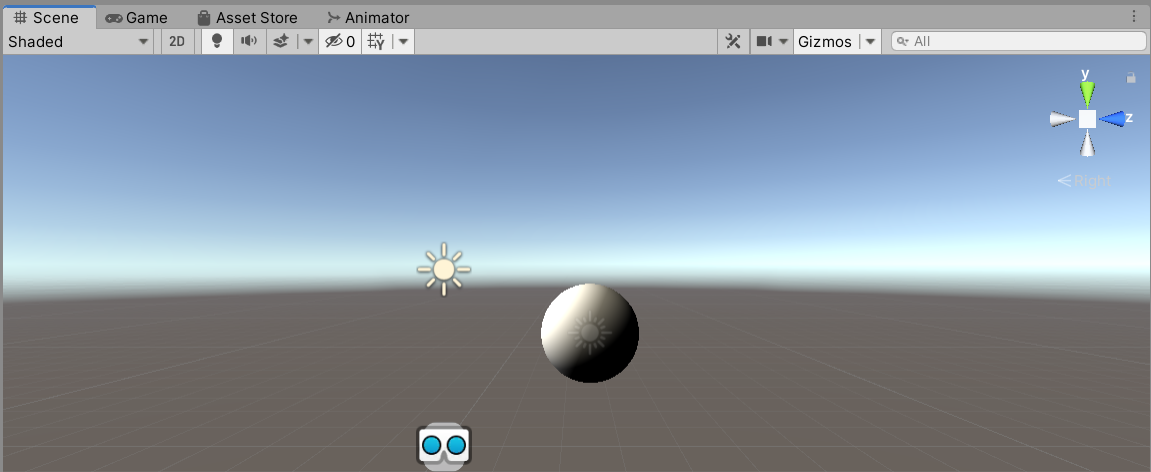 Scene Game Asset Store Animator
Shaded 2D 0 Gizmos All
y
z
Right